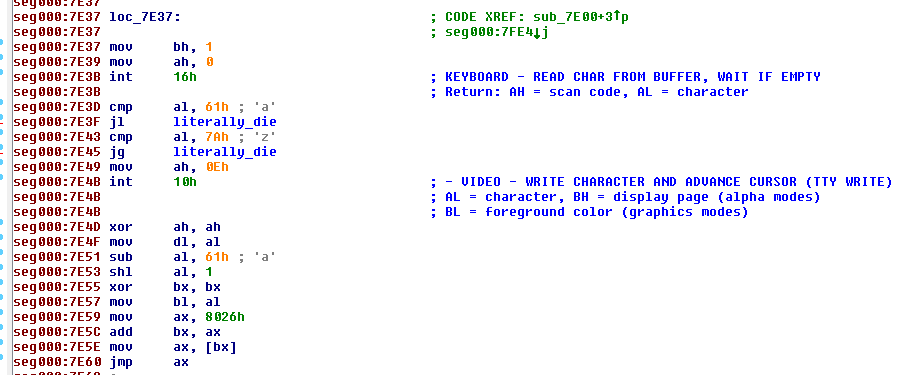 seg000:7E37
seg000:7E37 loc_7E37: ; CODE XREF: sub_7E00+3↑p
seg000:7E37 ; seg000:7FE4↓j
seg000:7E37 mov bh, 1
seg000:7E39 mov ah, 0
seg000:7E3B int 16h ; KEYBOARD - READ CHAR FROM BUFFER, WAIT IF EMPTY
seg000:7E3B ; Return: AH = scan code, AL = character
seg000:7E3D cmp al, 61h ; 'a'
seg000:7E3F jl literally_die
seg000:7E43 cmp al, 7Ah ; 'z'
seg000:7E45 jg literally_die
seg000:7E49 mov ah, 0Eh
seg000:7E4B int 10h ; - VIDEO - WRITE CHARACTER AND ADVANCE CURSOR (TTY WRITE)
seg000:7E4B ; AL = character, BH = display page (alpha modes)
seg000:7E4B ; BL = foreground color (graphics modes)
seg000:7E4D xor ah, ah
seg000:7E4F mov dl, al
seg000:7E51 sub al, 61h ; 'a'
seg000:7E53 shl al, 1
seg000:7E55 xor bx, bx
seg000:7E57 mov bl, al
seg000:7E59 mov ax, 8026h
seg000:7E5C add bx, ax
seg000:7E5E mov ax, [bx]
seg000:7E60 jmp ax